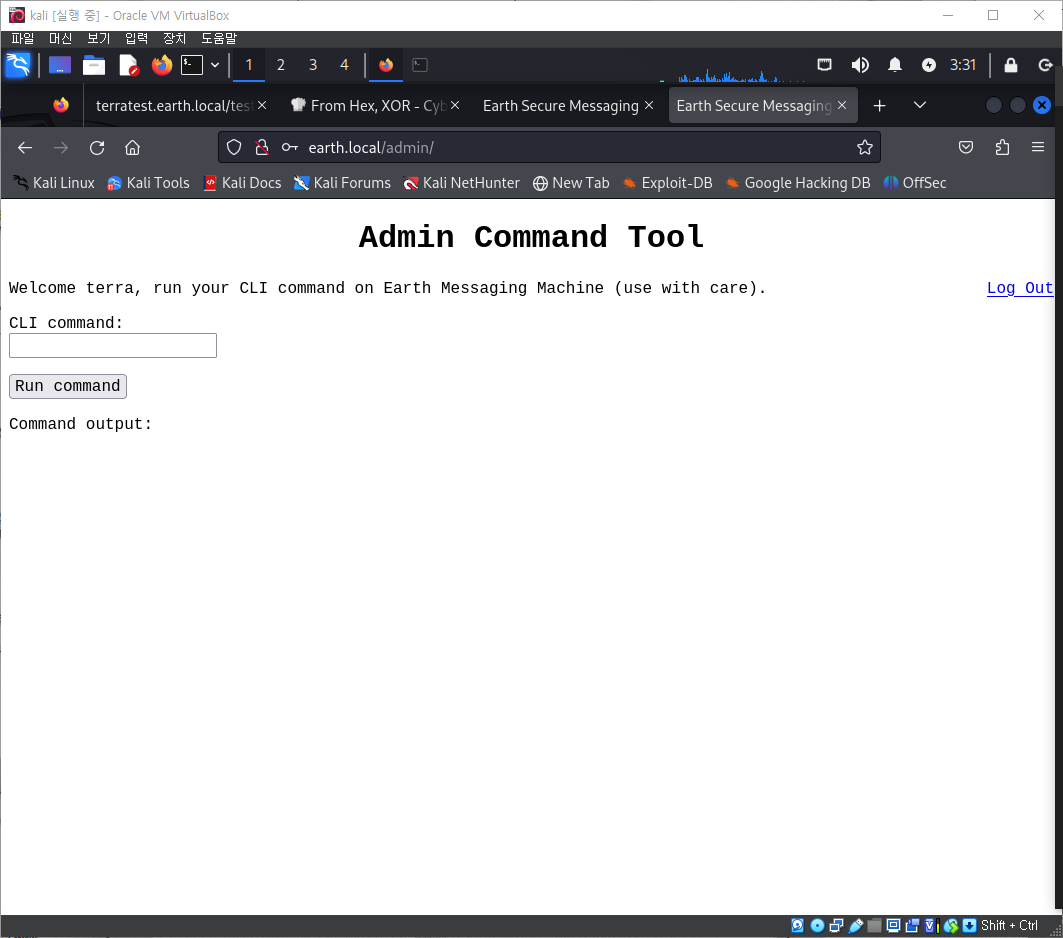 kali [실행 중] - Oracle VM VirtualBox
파일 머신 보기 입력 장치 도움말
1 2 3 4 3:31
terratest.earth.local/tes From Hex, XOR - Cyb Earth Secure Messaging Earth Secure Messaging
earth.local/admin/
Kali Linux Kali Tools Kali Docs Kali Forums Kali NetHunter New Tab Exploit-DB Google Hacking DB OffSec
Admin Command Tool
Welcome terra, run your CLI command on Earth Messaging Machine (use with care). Log Out
CLI command:
Run command
Command output:
Shift + Ctrl